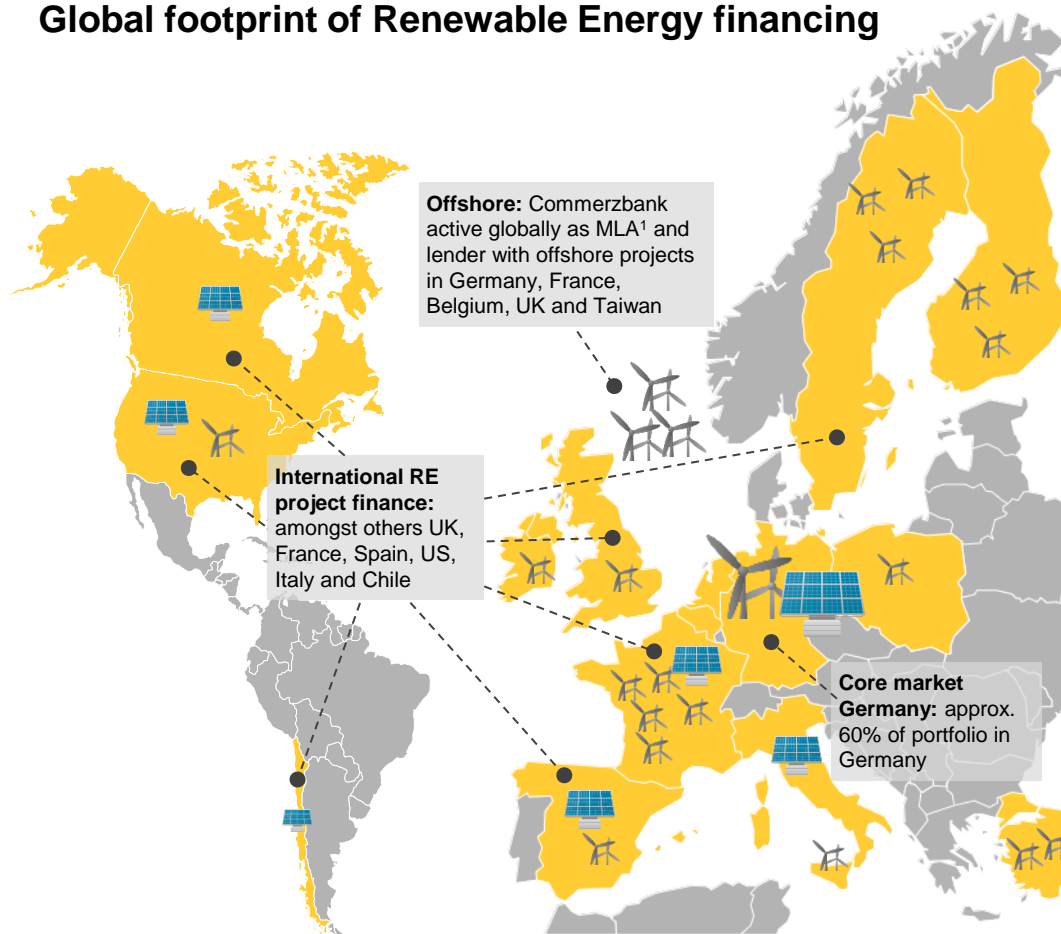 Global footprint of Renewable Energy financing
Offshore: Commerzbank
active globally as MLA¹ and
lender with offshore projects
in Germany, France,
Belgium, UK and Taiwan
International RE
project finance:
amongst others UK,
France, Spain, US,
Italy and Chile
Core market
Germany: approx.
60% of portfolio in
Germany